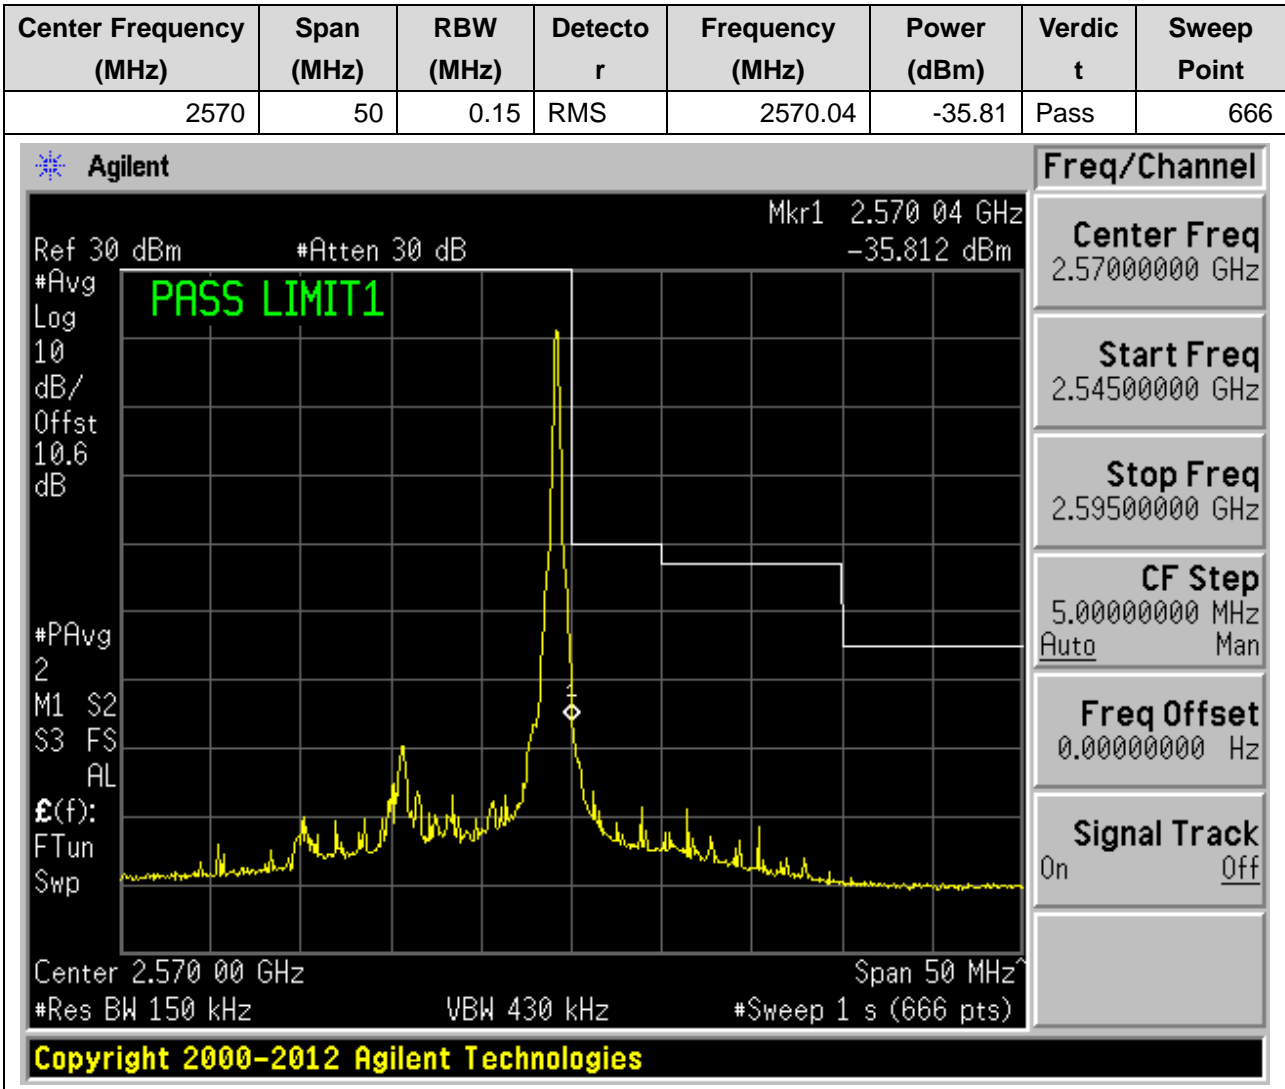 Center Frequency (MHz) Span (MHz) RBW (MHz) Detecto r Frequency (MHz) Power (dBm) Verdic t Sweep Point
2570 50 0.15 RMS 2570.04 -35.81 Pass 666
Agilent
Freq/Channel
Mkr1 2.570 04 GHz
Ref 30 dBm #Atten 30 dB -35.812 dBm
#Avg
Log
10
dB/
Offst
10.6
dB
PASS LIMIT1
#PAvg
2
M1 S2
S3 FS
AL
£(f):
FTun
Swp
1
Center 2.570 00 GHz Span 50 MHz^
#Res BW 150 kHz VBW 430 kHz #Sweep 1 s (666 pts)
Center Freq
2.57000000 GHz
Start Freq
2.54500000 GHz
Stop Freq
2.59500000 GHz
CF Step
5.00000000 MHz
Auto Man
Freq Offset
0.00000000 Hz
Signal Track
On Off
Copyright 2000-2012 Agilent Technologies